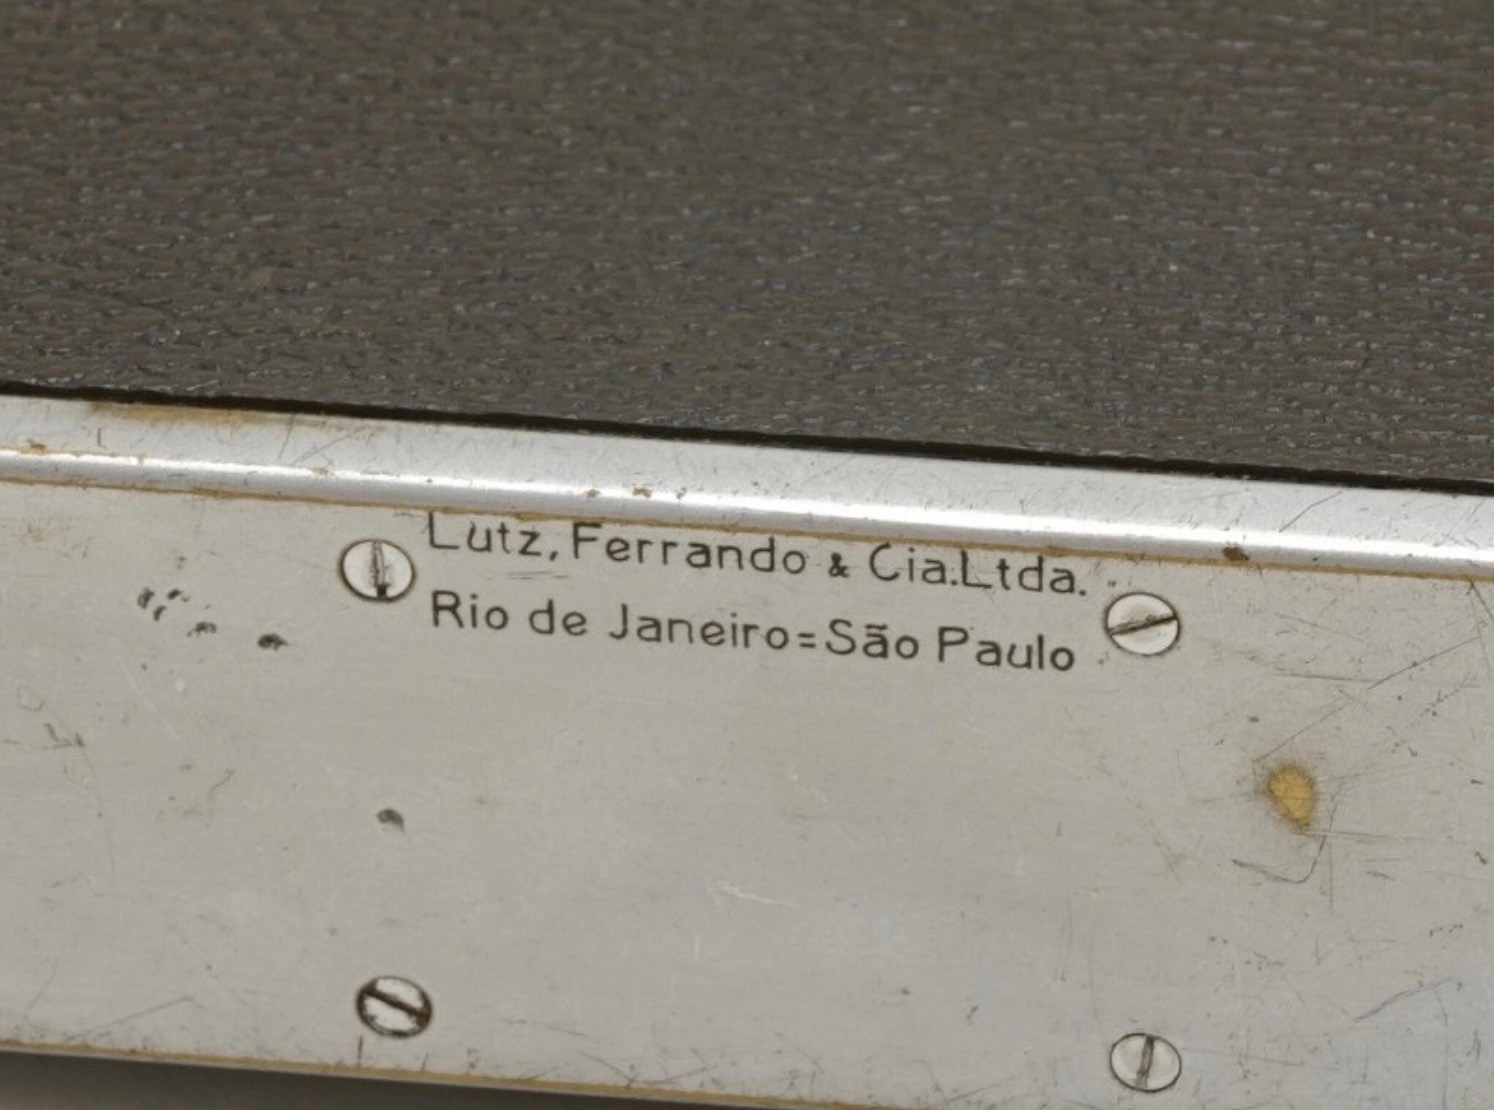 Lutz, Ferrando & Cia.Ltda.
Rio de Janeiro=São Paulo